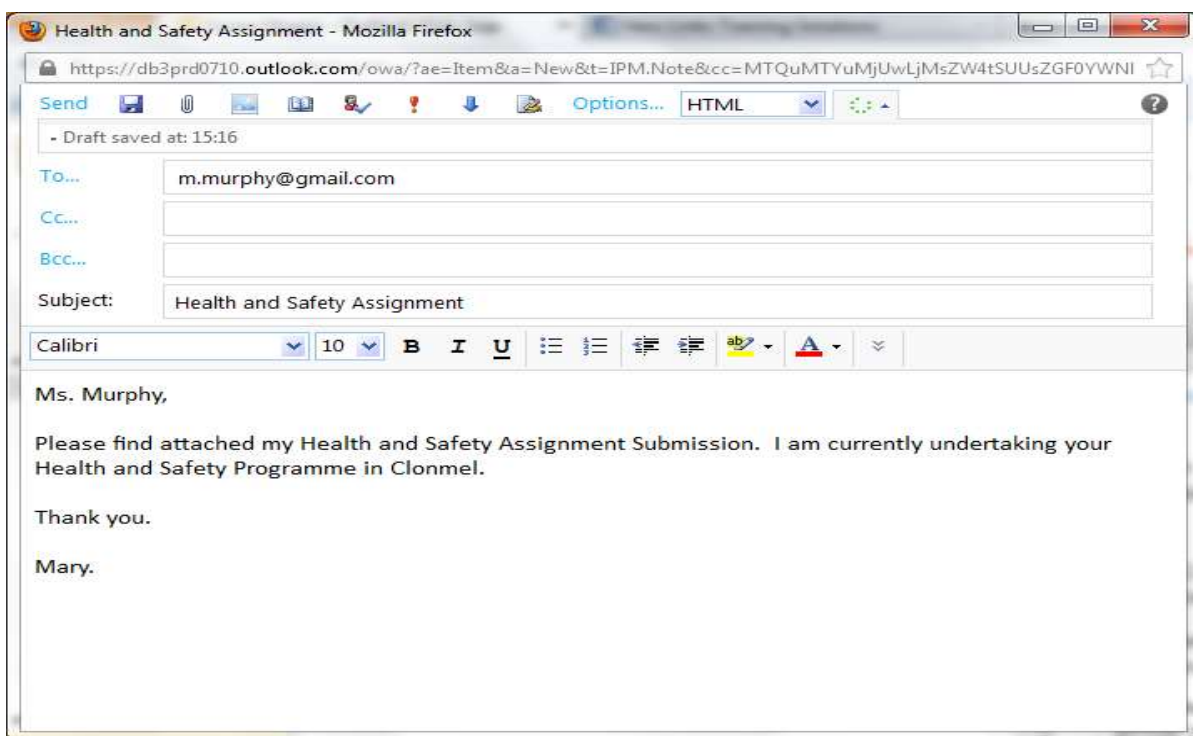 Health and Safety Assignment - Mozilla Firefox
https://db3prd0710.outlook.com/owa/?ae=Item&a=New&t=IPM.Note&cc=MTQuMTYuMjUwLjMsZW4tSUUsZGF0YWNl
Send Options... HTML
- Draft saved at: 15:16
To... m.murphy@gmail.com
Cc...
Bcc...
Subject: Health and Safety Assignment
Calibri 10 B I U ab A
Ms. Murphy,
Please find attached my Health and Safety Assignment Submission. I am currently undertaking your
Health and Safety Programme in Clonmel.
Thank you.
Mary.